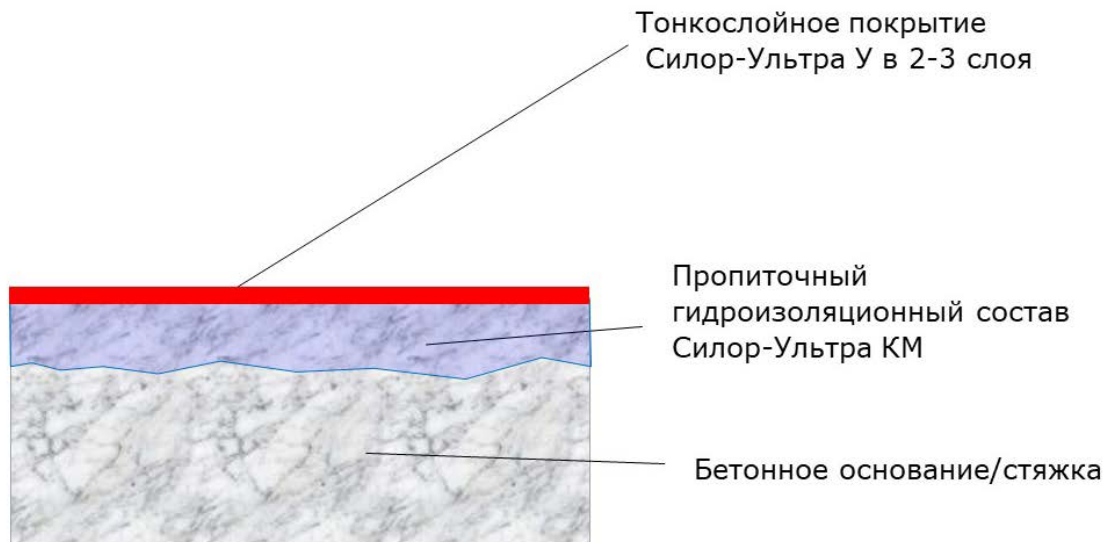 Тонкослойное покрытие
Силор-Ультра У в 2-3 слоя
Пропиточный
гидроизоляционный состав
Силор-Ультра КМ
Бетонное основание/стяжка